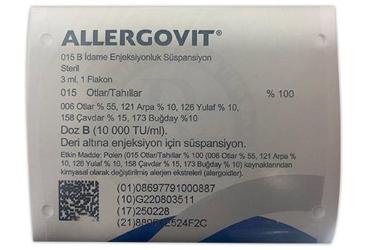 ALLERGOVIT®
015 B İdame Enjeksiyonluk Süspansiyon
Steril
3 ml, 1 Flakon
015 Otlar/Tahıllar % 100
006 Otlar % 55, 121 Arpa % 10, 126 Yulaf % 10,
158 Çavdar % 15, 173 Buğday %10
Doz B (10 000 TU/ml).
Deri altına enjeksiyon için süspansiyon.
Etkin Madde: Polen (015 Otlar/Tahıllar % 100 (006 Otlar % 55, 121 Arpa
% 10, 126 Yulaf % 10, 158 Çavdar % 15, 173 Buğday % 10) kaynaklarından
kimyasal olarak değiştirilmiş alerjen ekstreleri (alergoidler).
(01)08697791000887
(10)G220803511
(17)250228